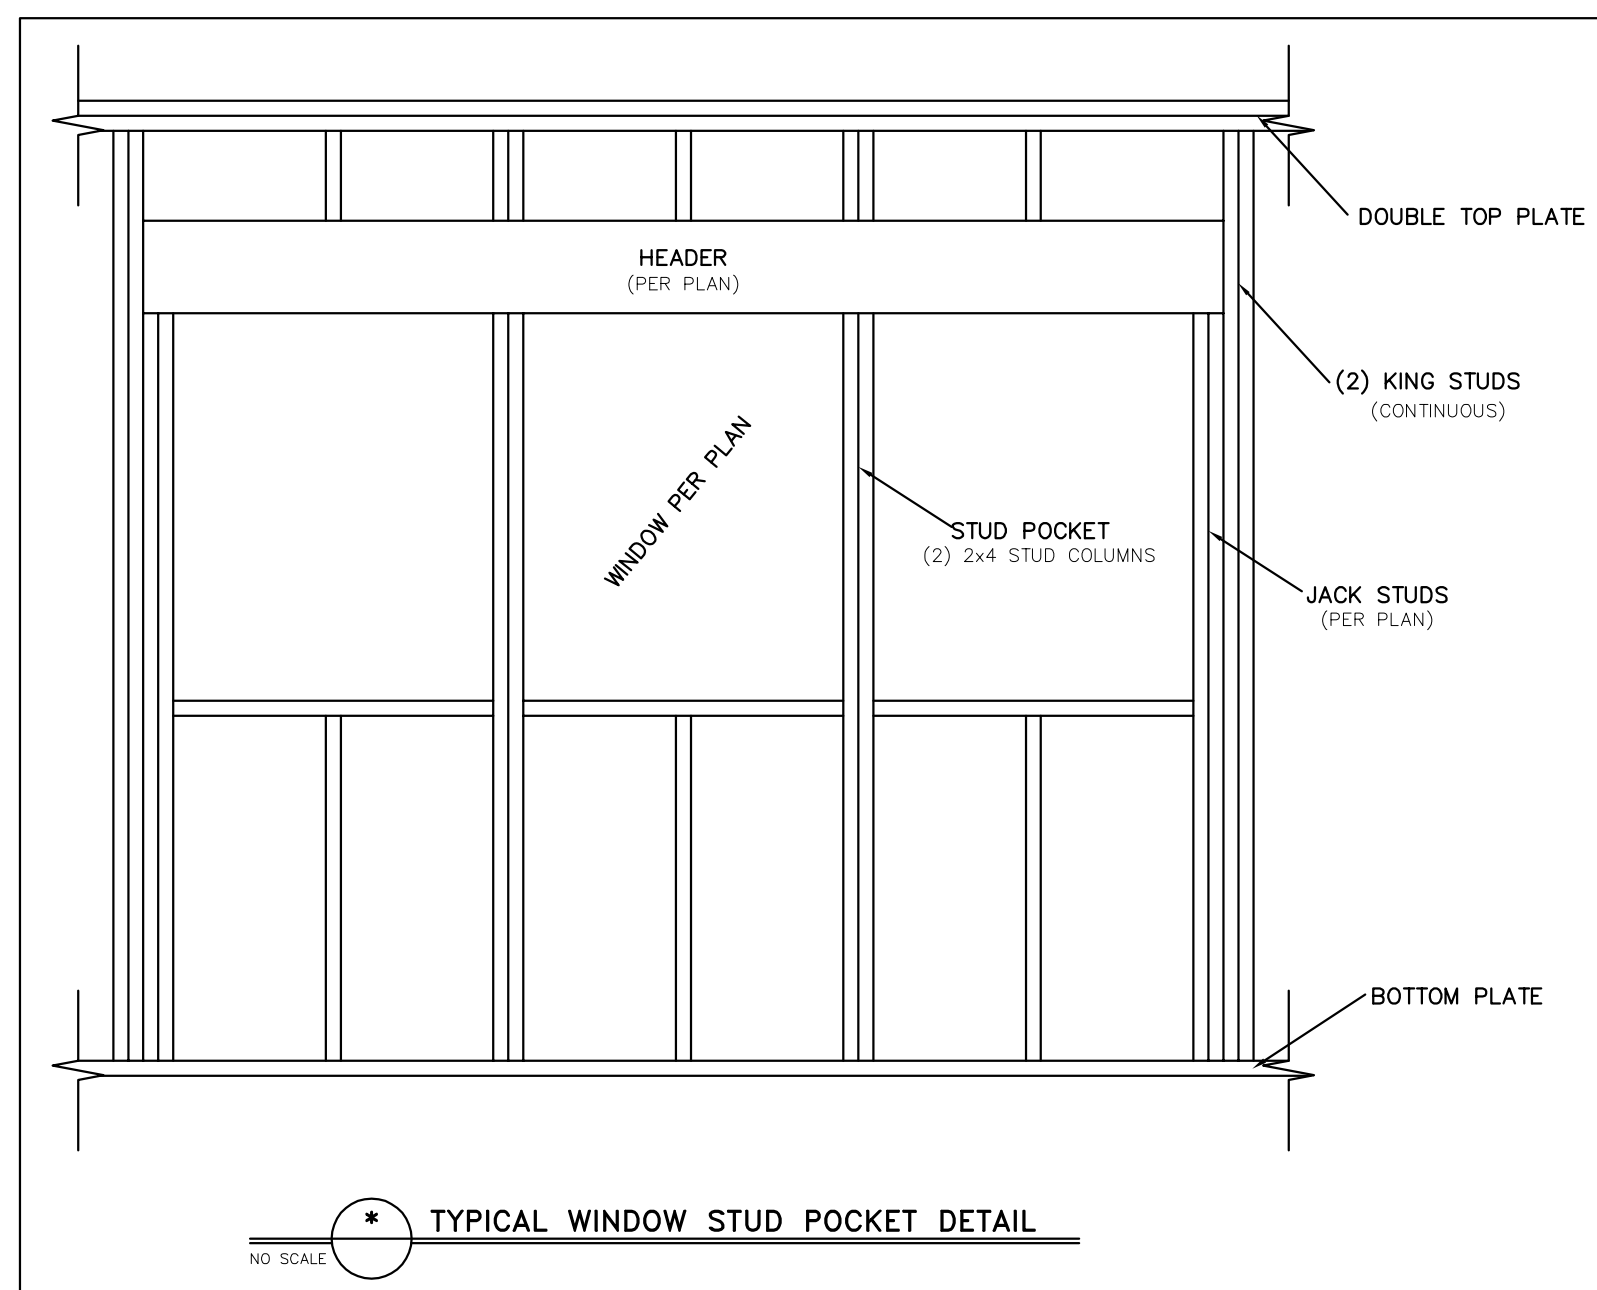 DOUBLE TOP PLATE
HEADER
(PER PLAN)
(2) KING STUDS
(CONTINUOUS)
WINDOW PER PLAN
STUD POCKET
(2) 2x4 STUD COLUMNS
JACK STUDS
(PER PLAN)
BOTTOM PLATE
* TYPICAL WINDOW STUD POCKET DETAIL
NO SCALE